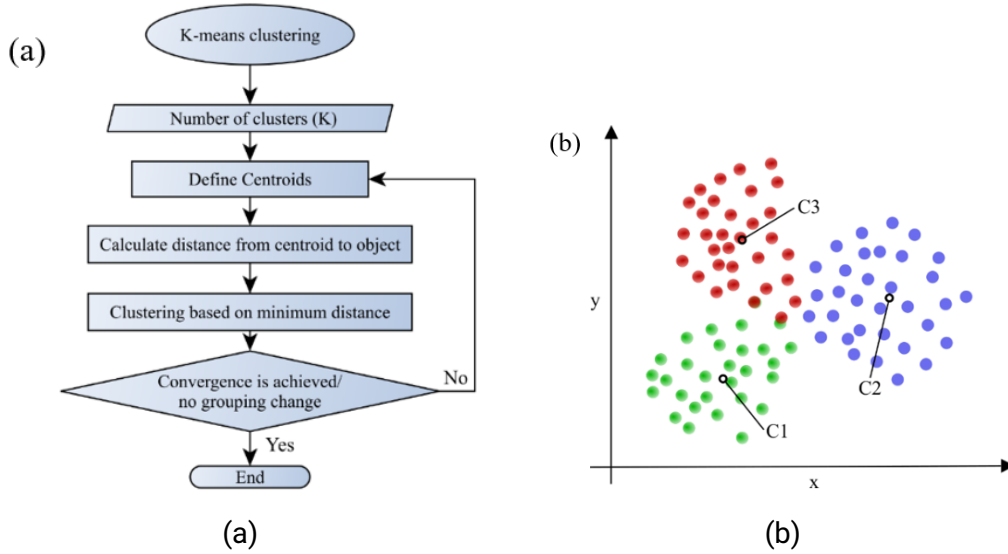 (a)
K-means clustering
Number of clusters (K)
Define Centroids
Calculate distance from centroid to object
Clustering based on minimum distance
Convergence is achieved/
no grouping change
No
Yes
End
(a)
(b)
C3
y
C2
C1
x
(b)